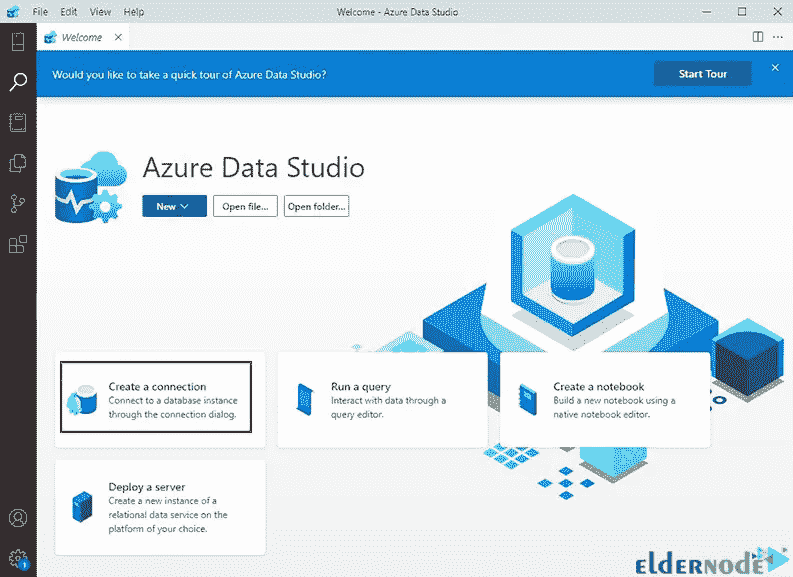 File Edit View Help
Welcome - Azure Data Studio
Welcome
Would you like to take a quick tour of Azure Data Studio?
Start Tour
Azure Data Studio
New
Open file...
Open folder...
Create a connection
Connect to a database instance
through the connection dialog.
Run a query
Interact with data through a
query editor.
Create a notebook
Build a new notebook using a
native notebook editor.
Deploy a server
Create a new instance of a
relational data service on the
platform of your choice.
1
elderNode